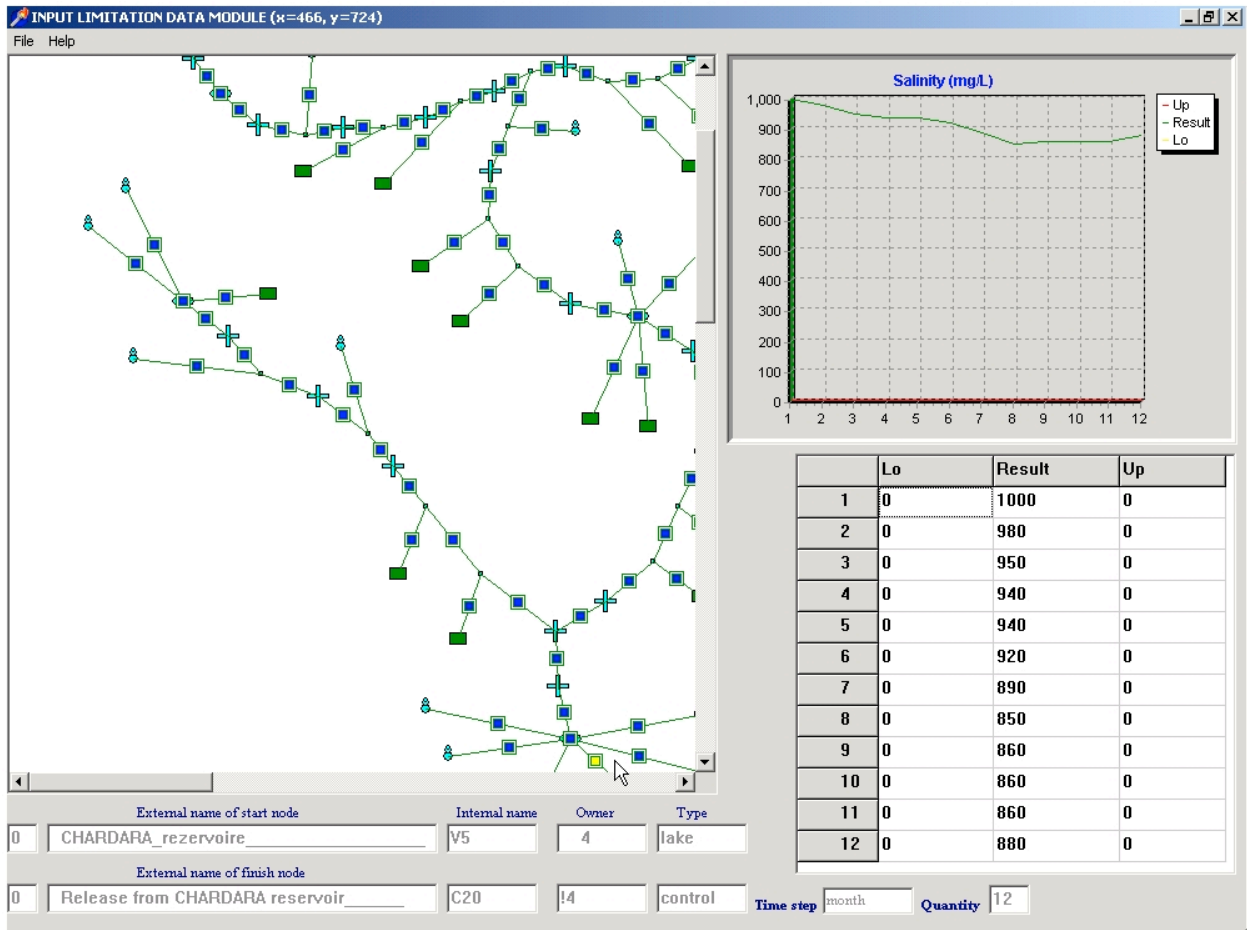 INPUT LIMITATION DATA MODULE (x=466, y=724)
File Help
Salinity (mg/L)
1,000
900
800
700
600
500
400
300
200
100
0
1 2 3 4 5 6 7 8 9 10 11 12
Up
Result
Lo
Lo Result Up
1 0 1000 0
2 0 980 0
3 0 950 0
4 0 940 0
5 0 940 0
6 0 920 0
7 0 890 0
8 0 850 0
9 0 860 0
10 0 860 0
11 0 860 0
12 0 880 0
External name of start node Internal name Owner Type
0 CHARDARA_rezervoire____________________ V5 4 lake
External name of finish node
0 Release from CHARDARA reservoir______ C20 !4 control
Time step month Quantity 12